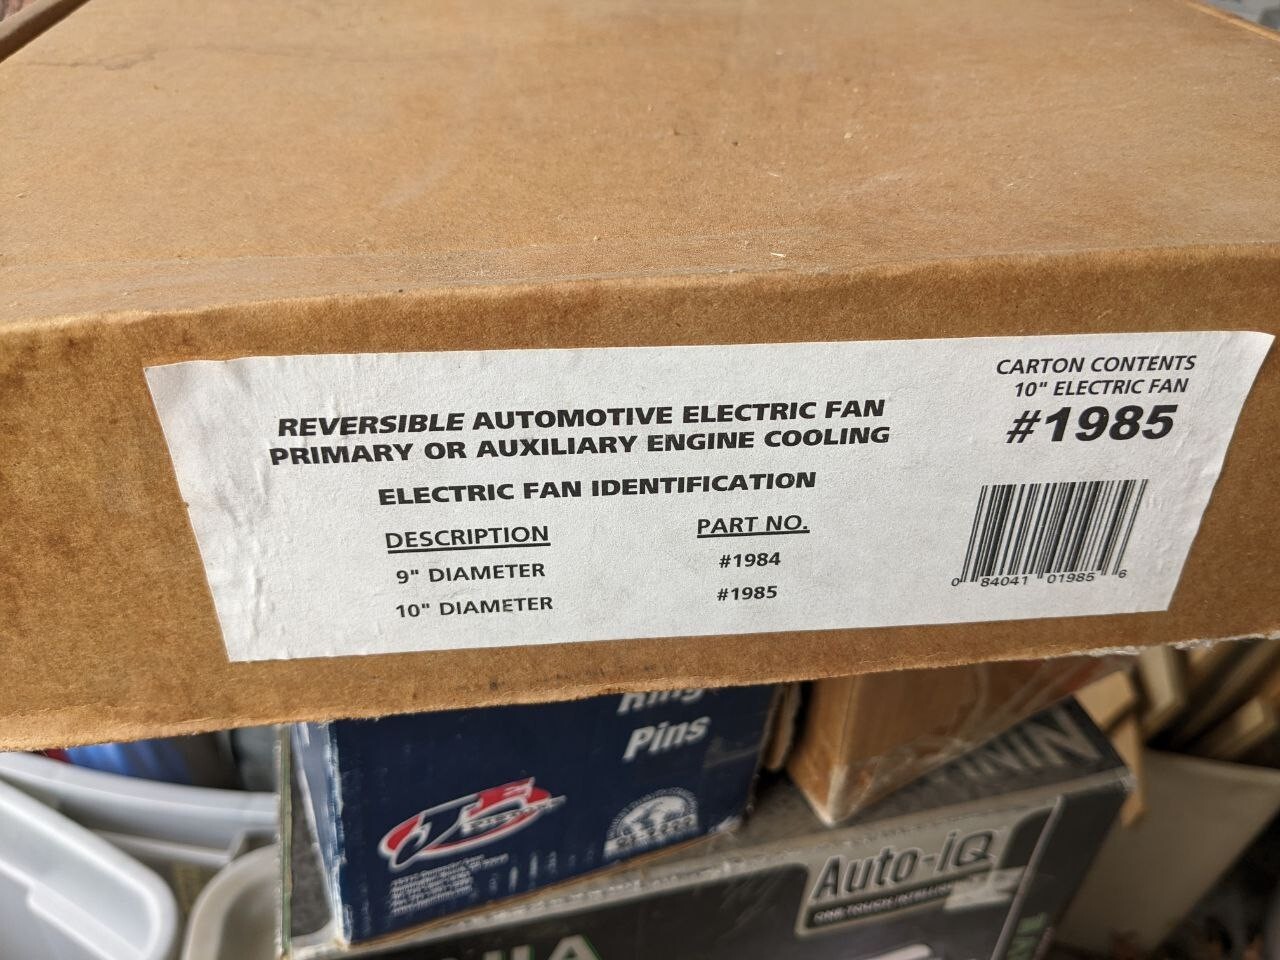 REVERSIBLE AUTOMOTIVE ELECTRIC FAN
PRIMARY OR AUXILIARY ENGINE COOLING
ELECTRIC FAN IDENTIFICATION
DESCRIPTION PART NO.
9" DIAMETER #1984
10" DIAMETER #1985
CARTON CONTENTS
10" ELECTRIC FAN
#1985
0 84041 01985 6
Pins
JE
Auto-iQ